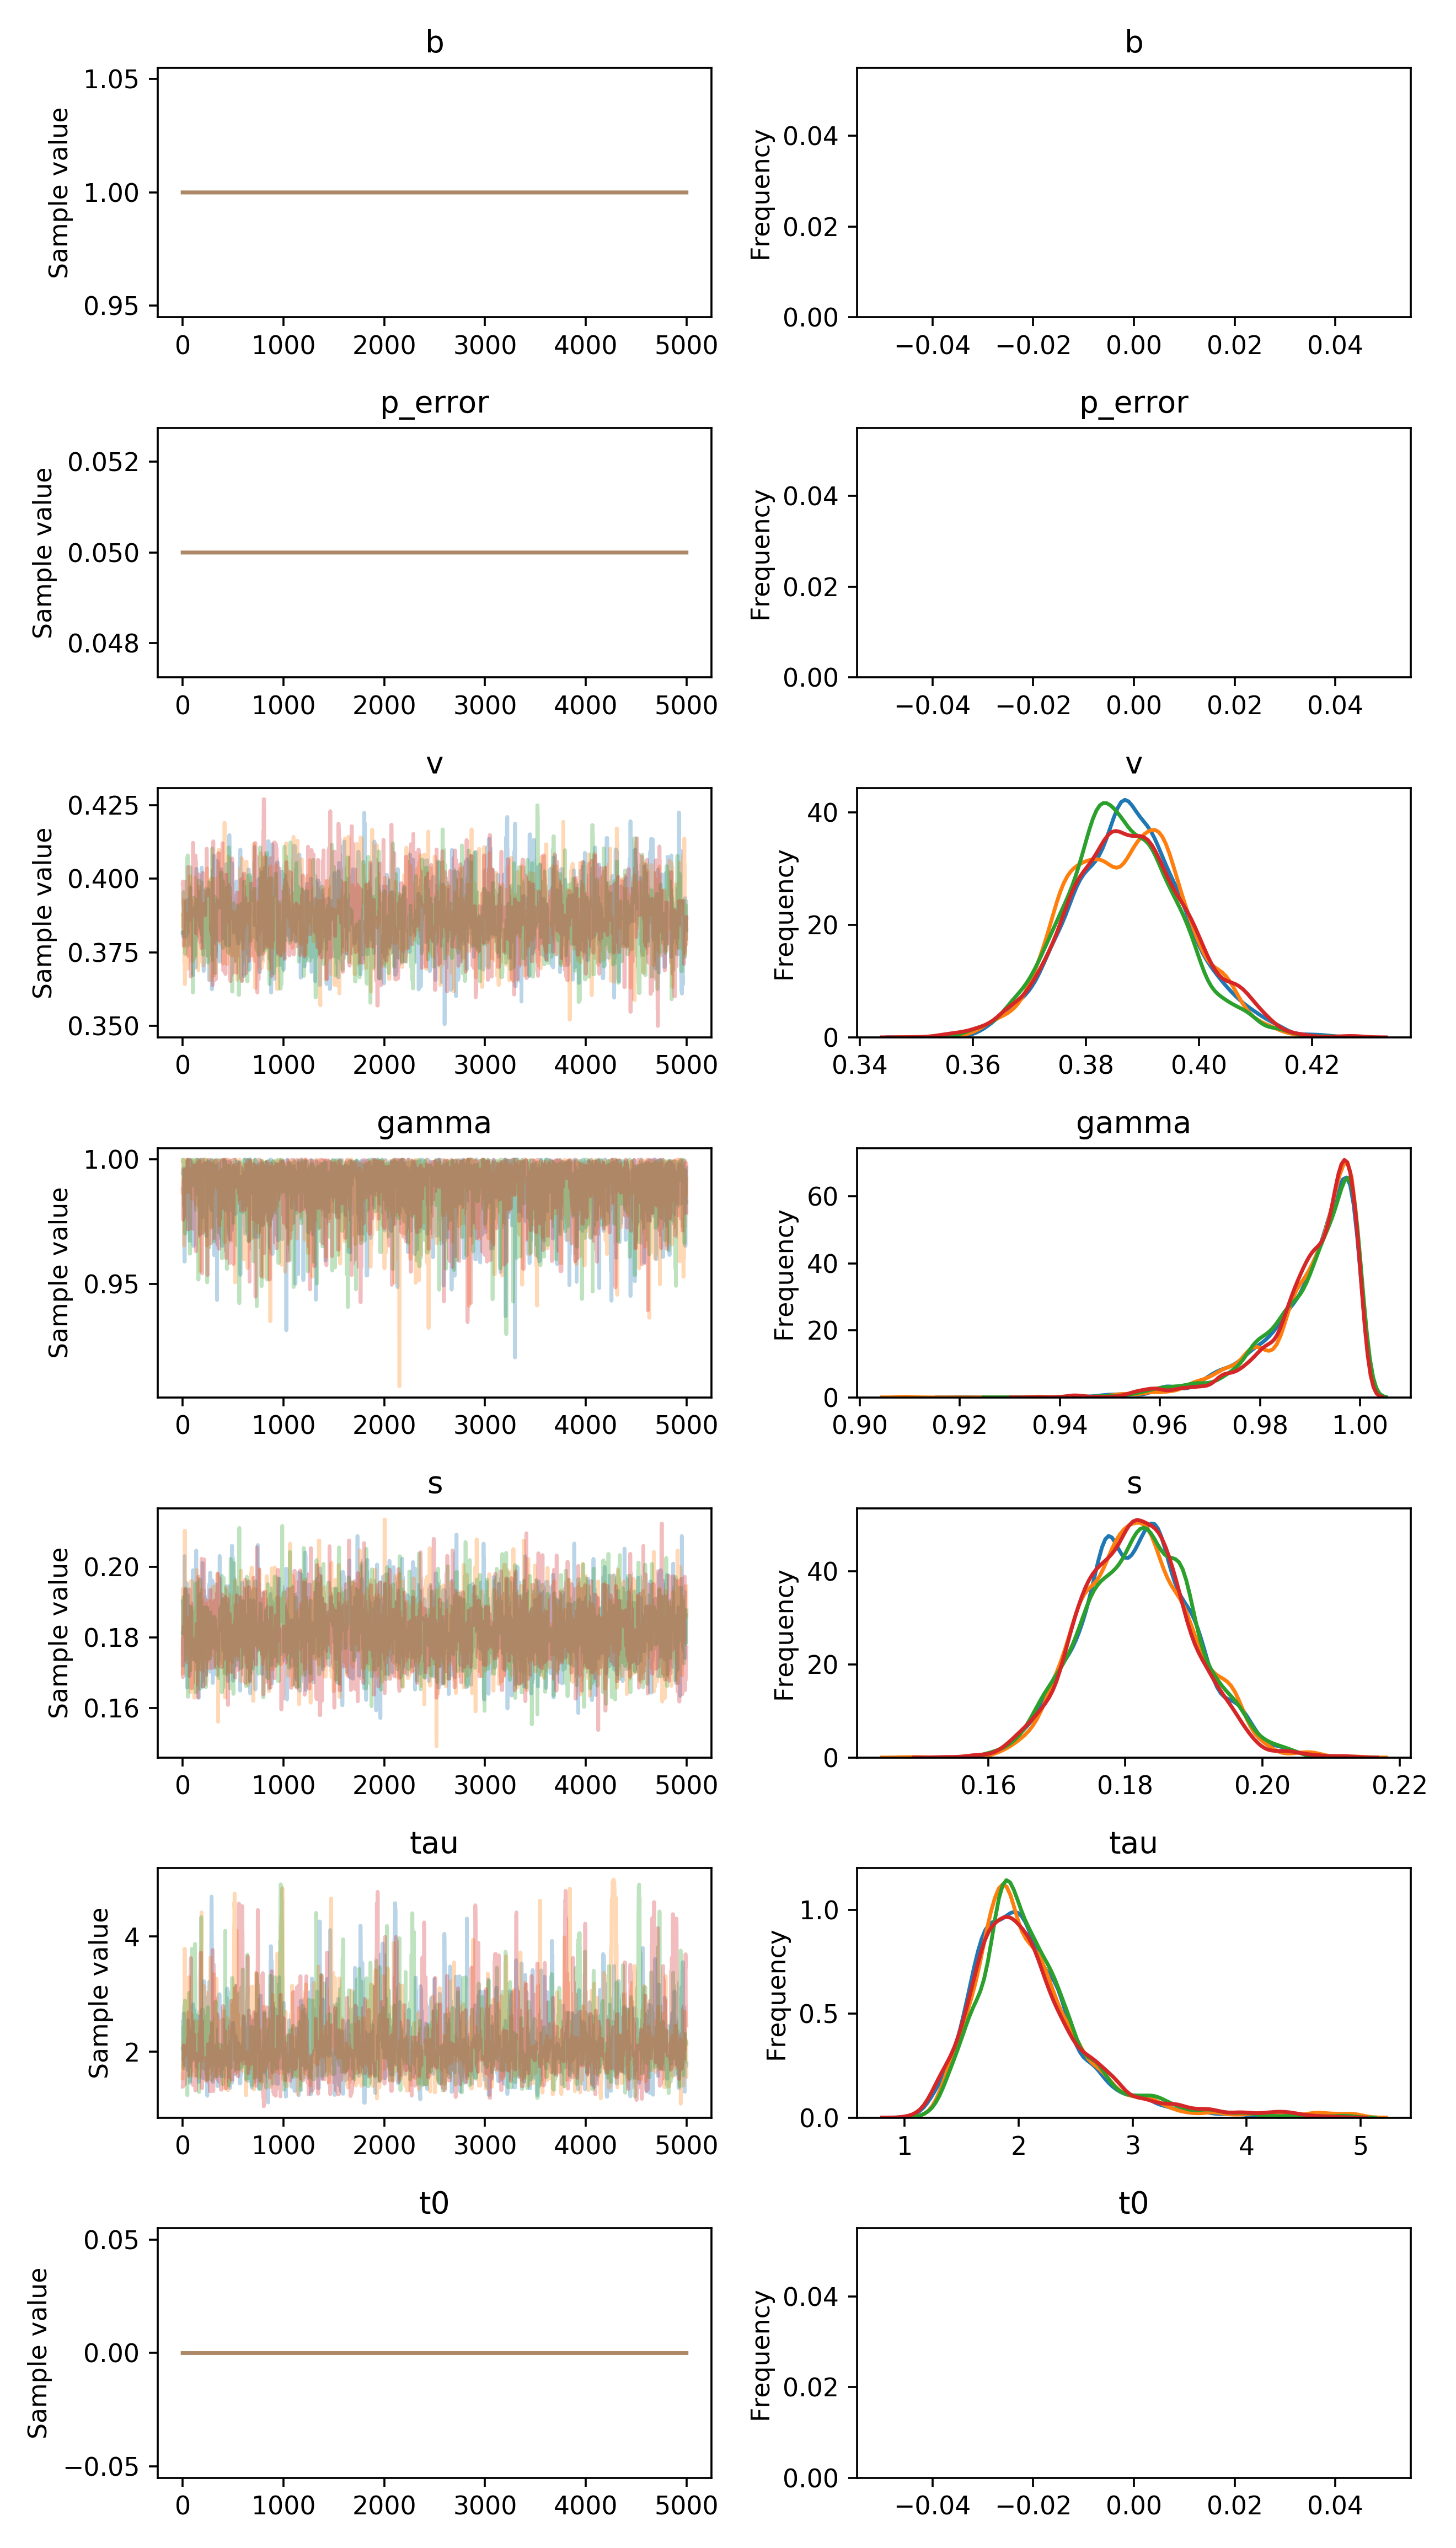 b
Sample value
1.05
1.00
0.95
0 1000 2000 3000 4000 5000
b
Frequency
0.04
0.02
0.00
−0.04 −0.02 0.00 0.02 0.04
p_error
Sample value
0.052
0.050
0.048
0 1000 2000 3000 4000 5000
p_error
Frequency
0.04
0.02
0.00
−0.04 −0.02 0.00 0.02 0.04
v
Sample value
0.425
0.400
0.375
0.350
0 1000 2000 3000 4000 5000
v
Frequency
40
20
0
0.34 0.36 0.38 0.40 0.42
gamma
Sample value
1.00
0.95
0 1000 2000 3000 4000 5000
gamma
Frequency
60
40
20
0
0.90 0.92 0.94 0.96 0.98 1.00
s
Sample value
0.20
0.18
0.16
0 1000 2000 3000 4000 5000
s
Frequency
40
20
0
0.16 0.18 0.20 0.22
tau
Sample value
4
2
0 1000 2000 3000 4000 5000
tau
Frequency
1.0
0.5
0.0
1 2 3 4 5
t0
Sample value
0.05
0.00
−0.05
0 1000 2000 3000 4000 5000
t0
Frequency
0.04
0.02
0.00
−0.04 −0.02 0.00 0.02 0.04